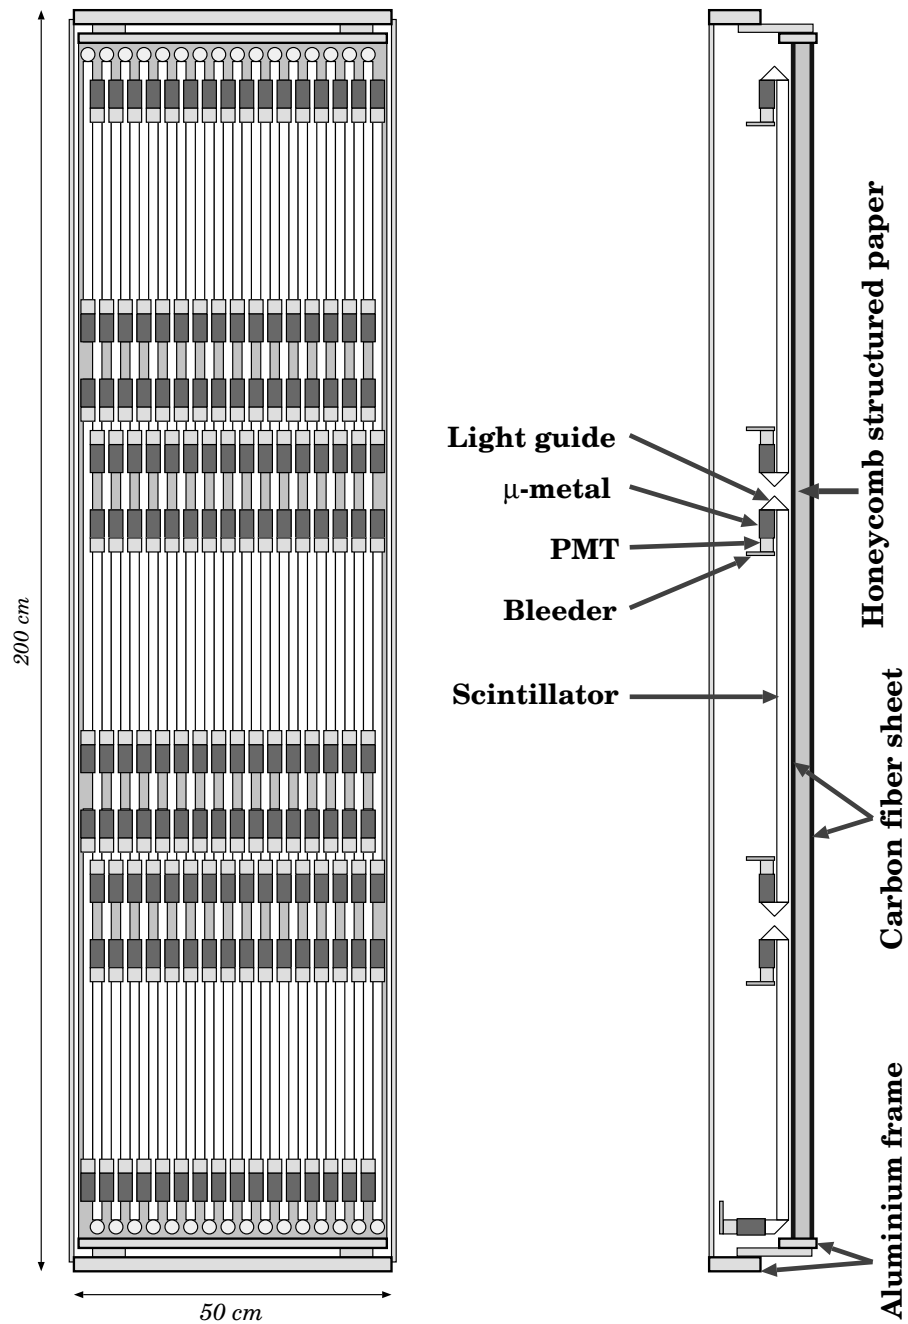 200 cm
50 cm
Light guide
μ-metal
PMT
Bleeder
Scintillator
Honeycomb structured paper
Carbon fiber sheet
Aluminium frame